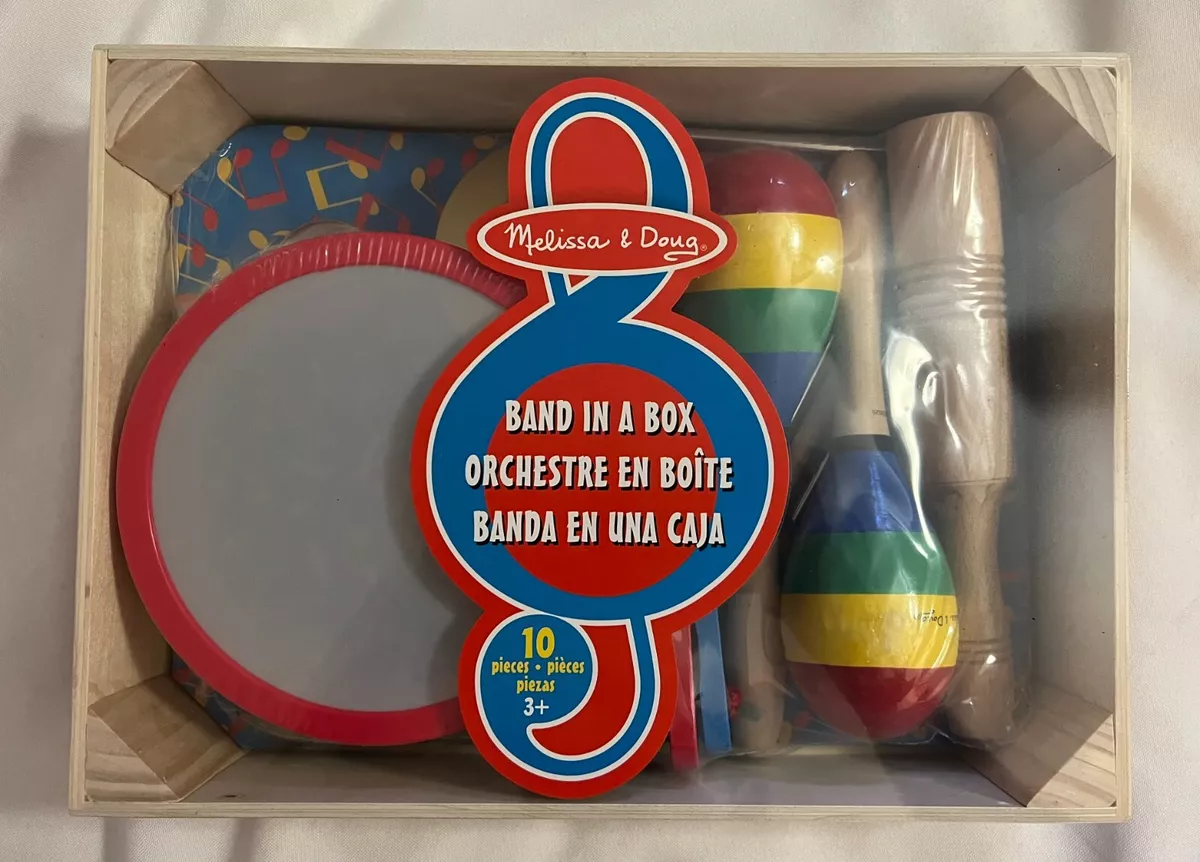 Melissa & Doug®
BAND IN A BOX
ORCHESTRE EN BOÎTE
BANDA EN UNA CAJA
10
pieces • pièces
piezas
3+